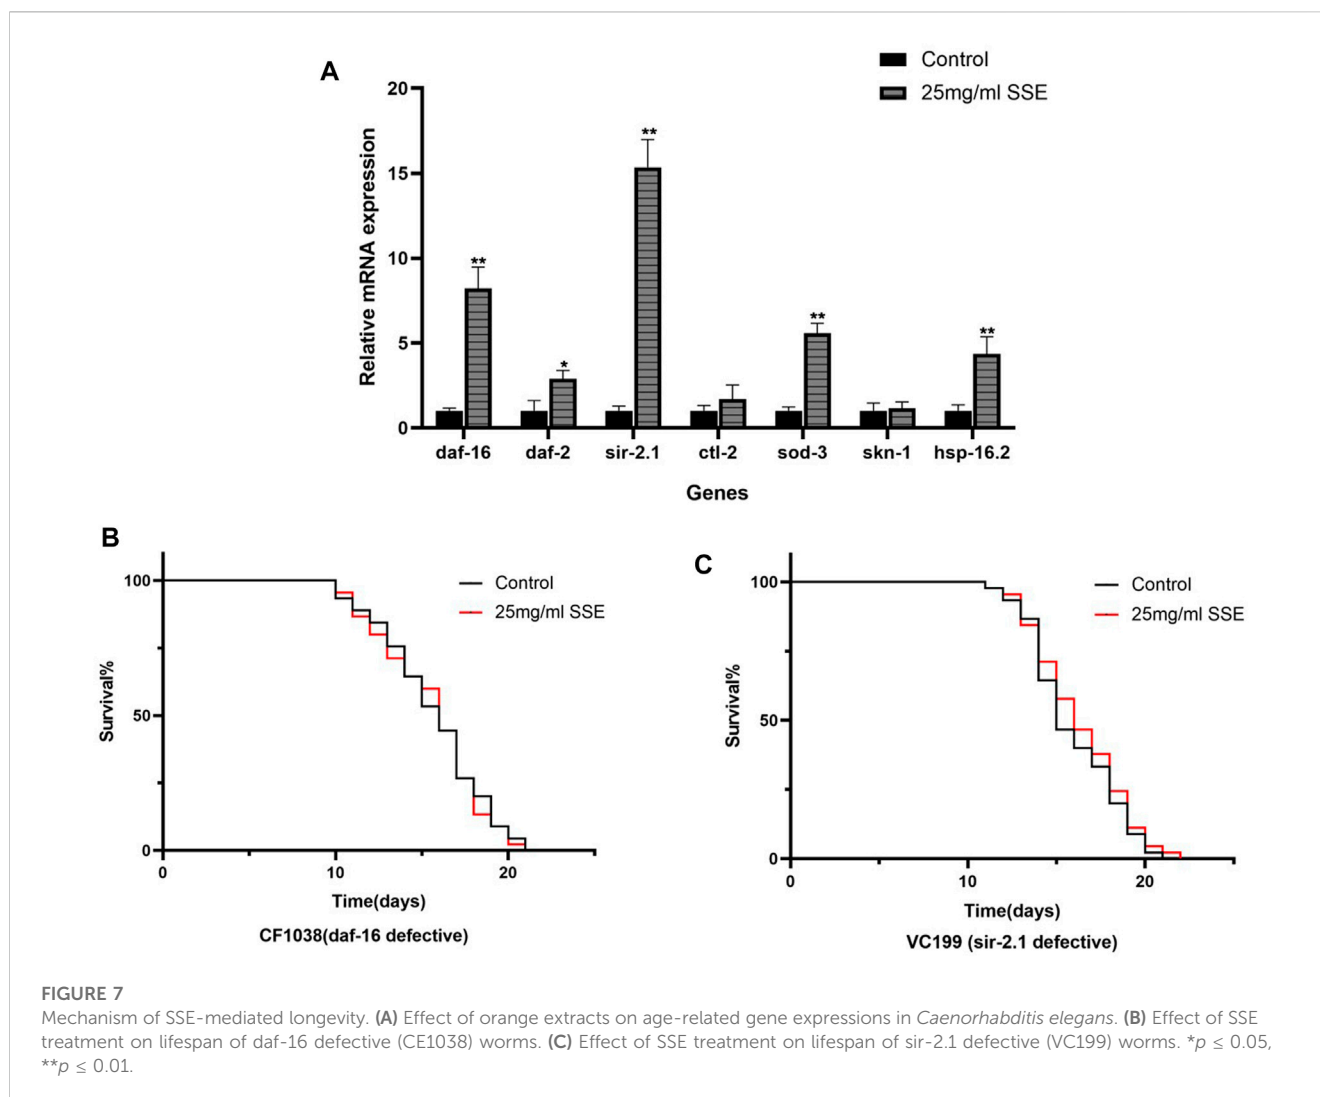 A
Control
25mg/ml SSE
Relative mRNA expression
20
15
10
5
0
**
*
**
**
**
daf-16 daf-2 sir-2.1 ctl-2 sod-3 skn-1 hsp-16.2
Genes
B
Control
25mg/ml SSE
Survival%
100
50
0
0 10 20
Time(days)
CF1038(daf-16 defective)
C
Control
25mg/ml SSE
Survival%
100
50
0
0 10 20
Time(days)
VC199 (sir-2.1 defective)
FIGURE 7
Mechanism of SSE-mediated longevity. (A) Effect of orange extracts on age-related gene expressions in Caenorhabditis elegans. (B) Effect of SSE
treatment on lifespan of daf-16 defective (CE1038) worms. (C) Effect of SSE treatment on lifespan of sir-2.1 defective (VC199) worms. *p ≤ 0.05,
**p ≤ 0.01.